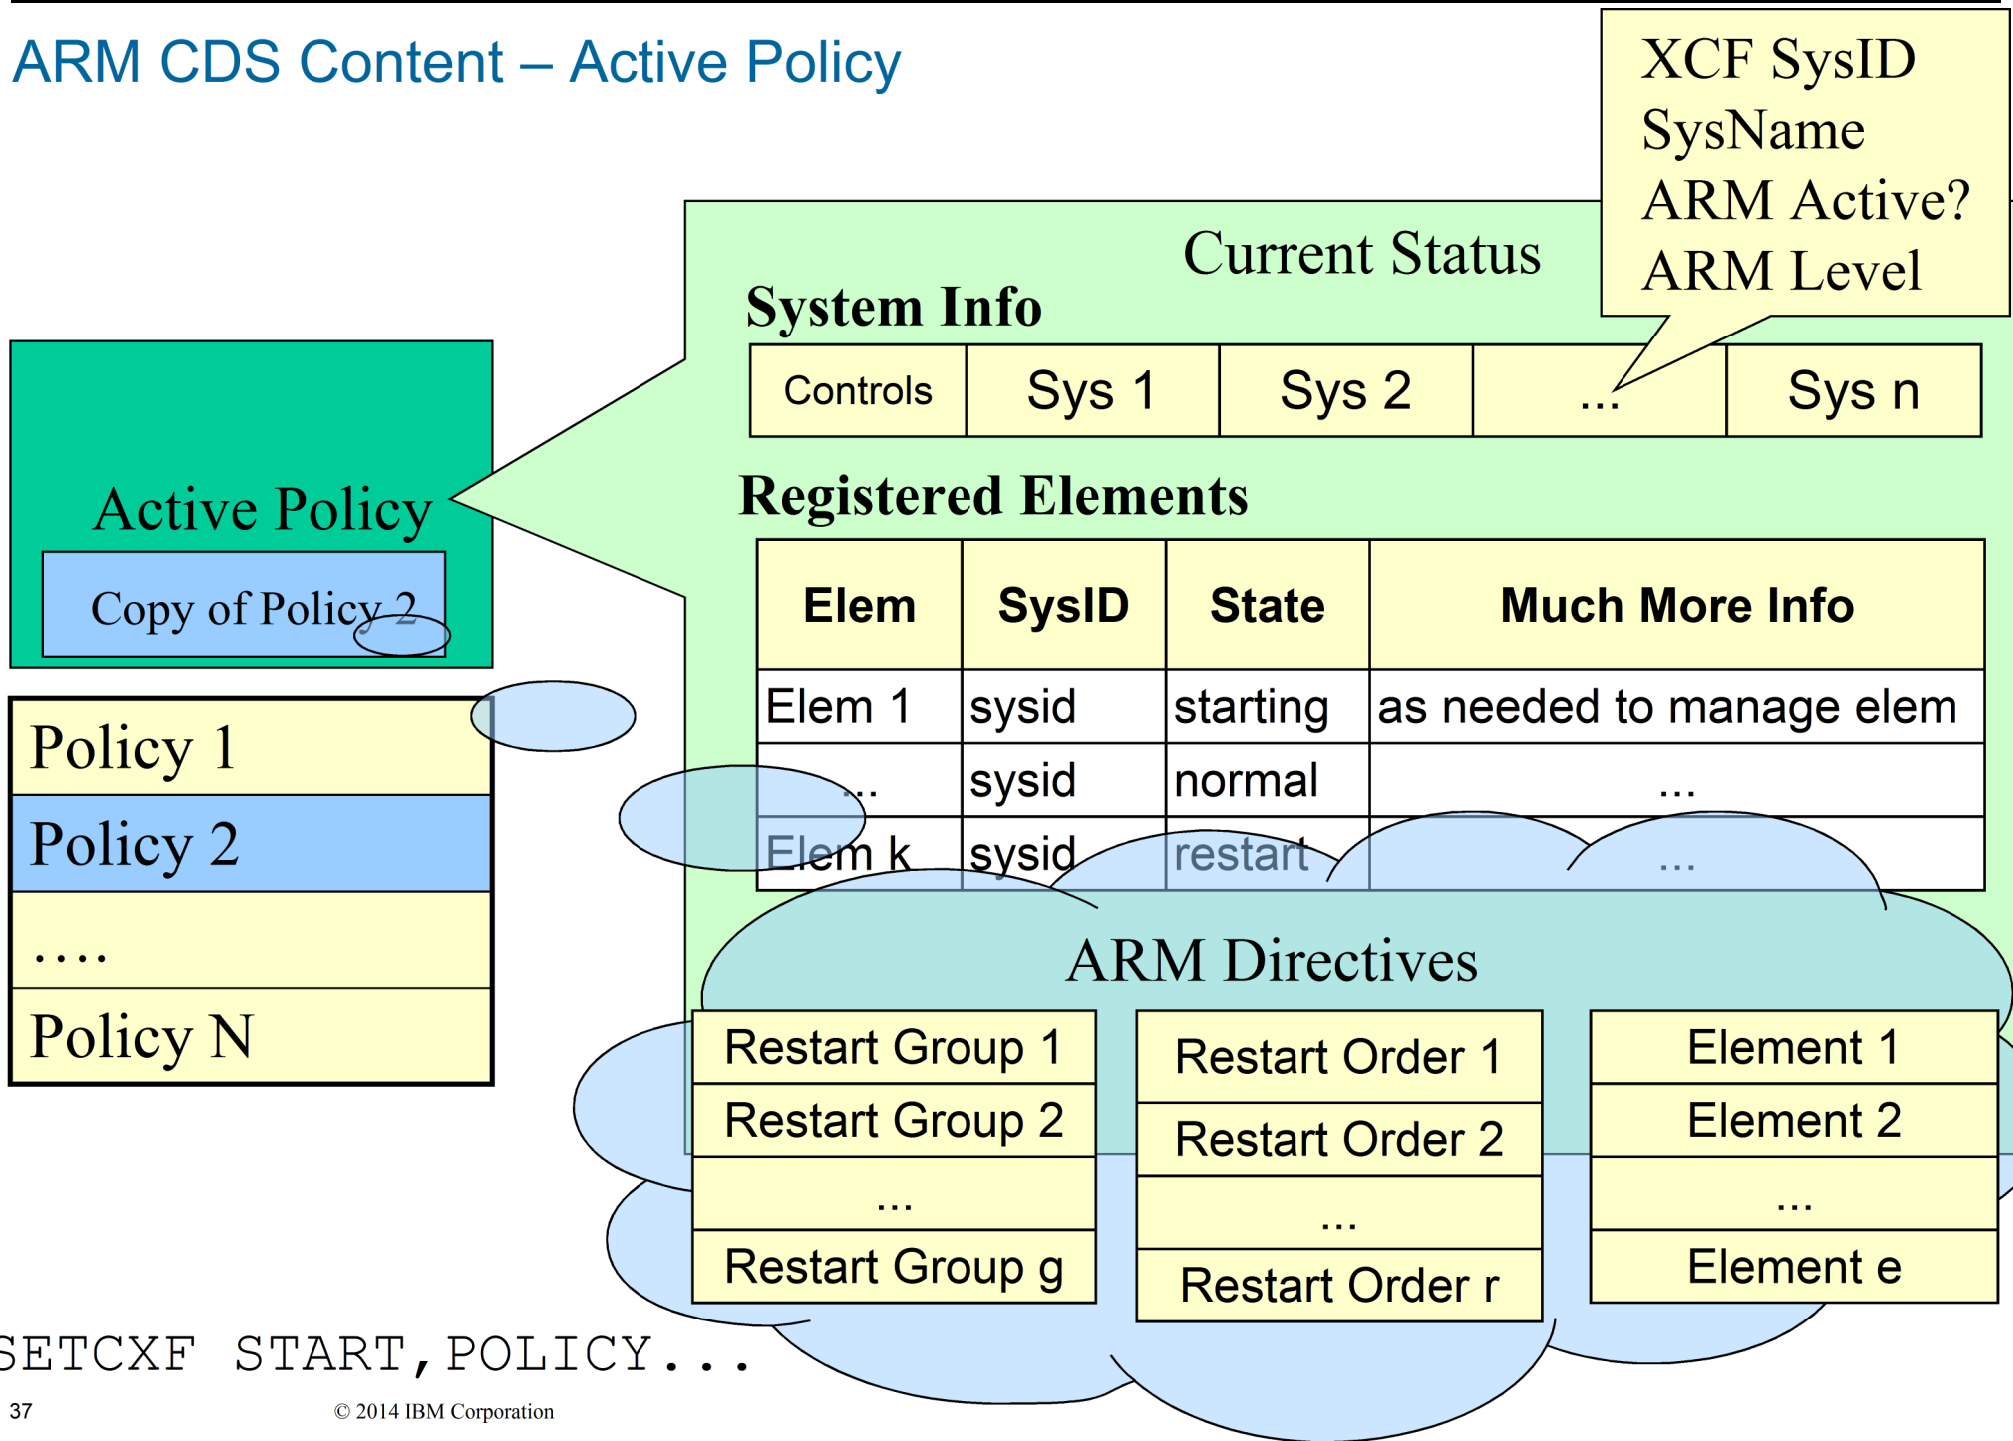 ARM CDS Content – Active Policy
XCF SysID
SysName
ARM Active?
ARM Level
Current Status
System Info
Controls Sys 1 Sys 2 ... Sys n
Active Policy
Copy of Policy 2
Registered Elements
Elem SysID State Much More Info
Elem 1 sysid starting as needed to manage elem
... sysid normal ...
Elem k sysid restart ...
Policy 1
Policy 2
....
Policy N
ARM Directives
Restart Group 1
Restart Group 2
...
Restart Group g
Restart Order 1
Restart Order 2
...
Restart Order r
Element 1
Element 2
...
Element e
SETCXF START,POLICY...
37
© 2014 IBM Corporation